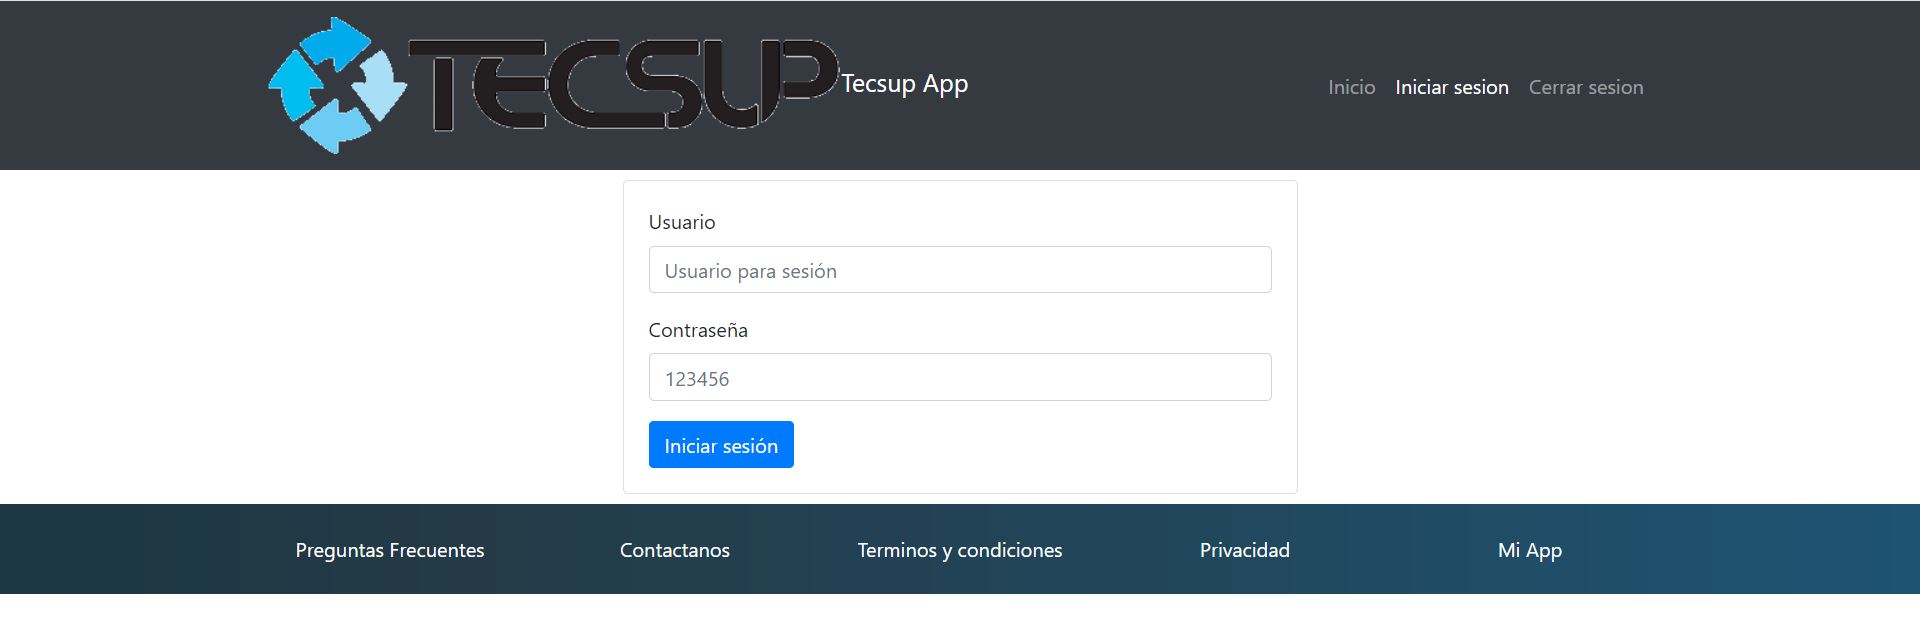 TECSUP Tecsup App
Inicio Iniciar sesion Cerrar sesion
Usuario
Usuario para sesión
Contraseña
123456
Iniciar sesión
Preguntas Frecuentes Contactanos Terminos y condiciones Privacidad Mi App